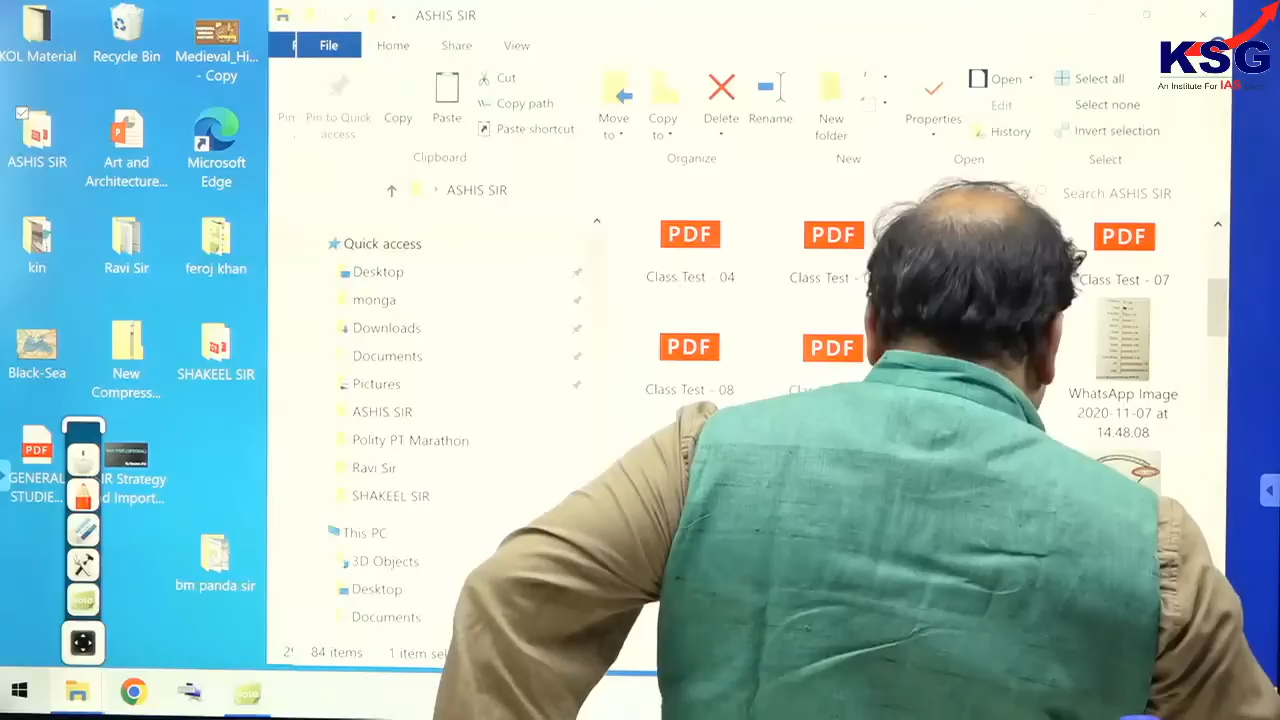 ASHIS SIR
File
Home
Share
View
KSG
An Institute For IAS
Pin to Quick
access
Copy
Paste
Cut
Copy path
Paste shortcut
Clipboard
Move
to
Copy
to
Delete
Rename
Organize
New
folder
New
Properties
Open
Edit
History
Open
Select all
Select none
Invert selection
Select
ASHIS SIR
Search ASHIS SIR
KOL Material
Recycle Bin
Medieval_Hi...
- Copy
ASHIS SIR
Art and
Architecture...
Microsoft
Edge
kin
Ravi Sir
feroj khan
Black-Sea
New
Compress...
SHAKEEL SIR
PDF
GENERAL
STUDIE...
IR Strategy
d Import...
bm panda sir
Quick access
Desktop
monga
Downloads
Documents
Pictures
ASHIS SIR
Polity PT Marathon
Ravi Sir
SHAKEEL SIR
This PC
3D Objects
Desktop
Documents
84 items
1 item sel
PDF
Class Test - 04
PDF
Class Test -
PDF
Class Test - 07
PDF
Class Test - 08
PDF
WhatsApp Image
2020-11-07 at
14.48.08